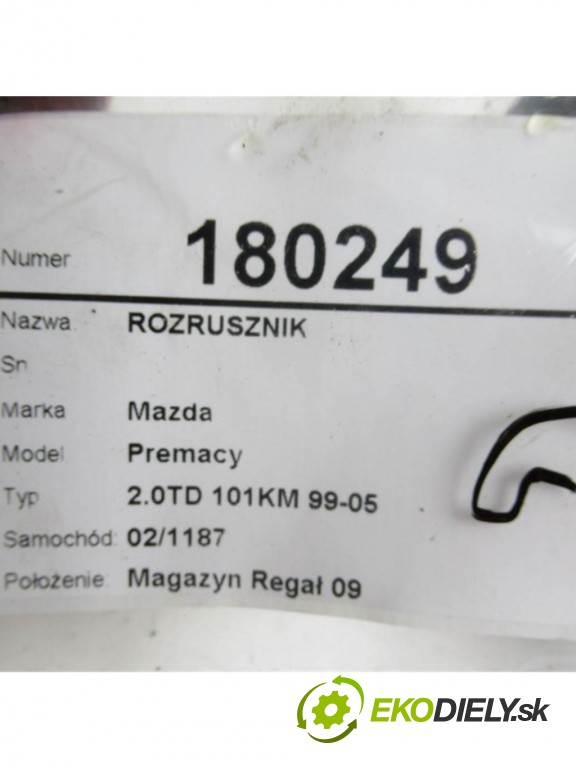 Numer 180249
Nazwa ROZRUSZNIK
Sn
Marka Mazda
Model Premacy
Typ 2.0TD 101KM 99-05
Samochód: 02/1187
Położenie: Magazyn Regał 09
EKODIELY.sk